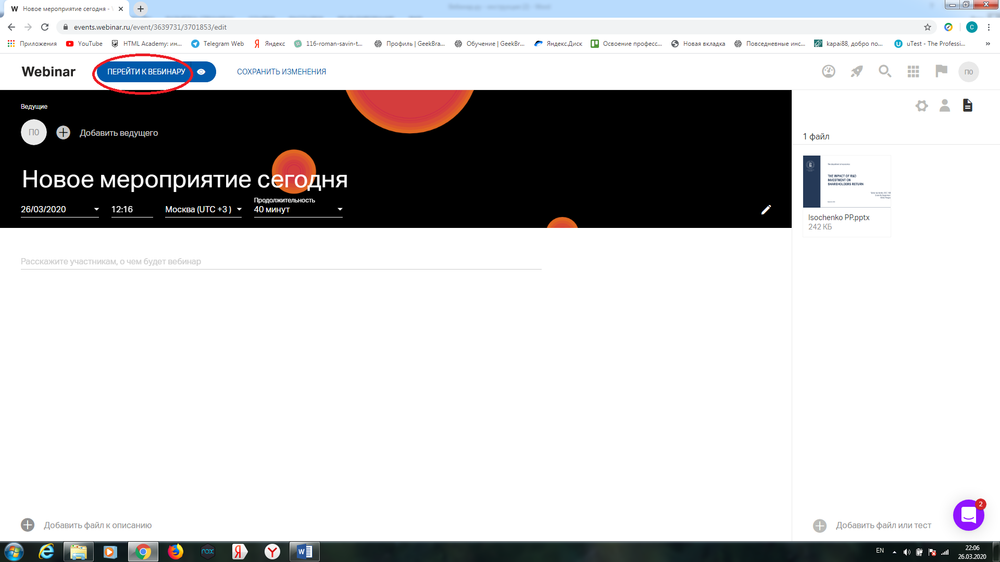 W Новое мероприятие сегодня -
events.webinar.ru/event/3639731/3701853/edit
Приложения YouTube HTML Academy: ин... Telegram Web Яндекс 116-roman-savin-t... Профиль | GeekBra... Обучение | GeekBr... Яндекс.Диск Освоение професс... Новая вкладка Повседневные инс... kapai88, добро по... uTest - The Professi... »
Webinar ПЕРЕЙТИ К ВЕБИНАРУ СОХРАНИТЬ ИЗМЕНЕНИЯ П0
Ведущие
П0 Добавить ведущего
Новое мероприятие сегодня
Продолжительность
26/03/2020 12:16 Москва (UTC +3 ) 40 минут
Расскажите участникам, о чем будет вебинар
Добавить файл к описанию
1 файл
THE IMPACT OF R&D
INVESTMENT ON
SHAREHOLDERS RETURN
Isochenko PP.pptx
242 КБ
2
Добавить файл или тест
EN 22:06
26.03.2020